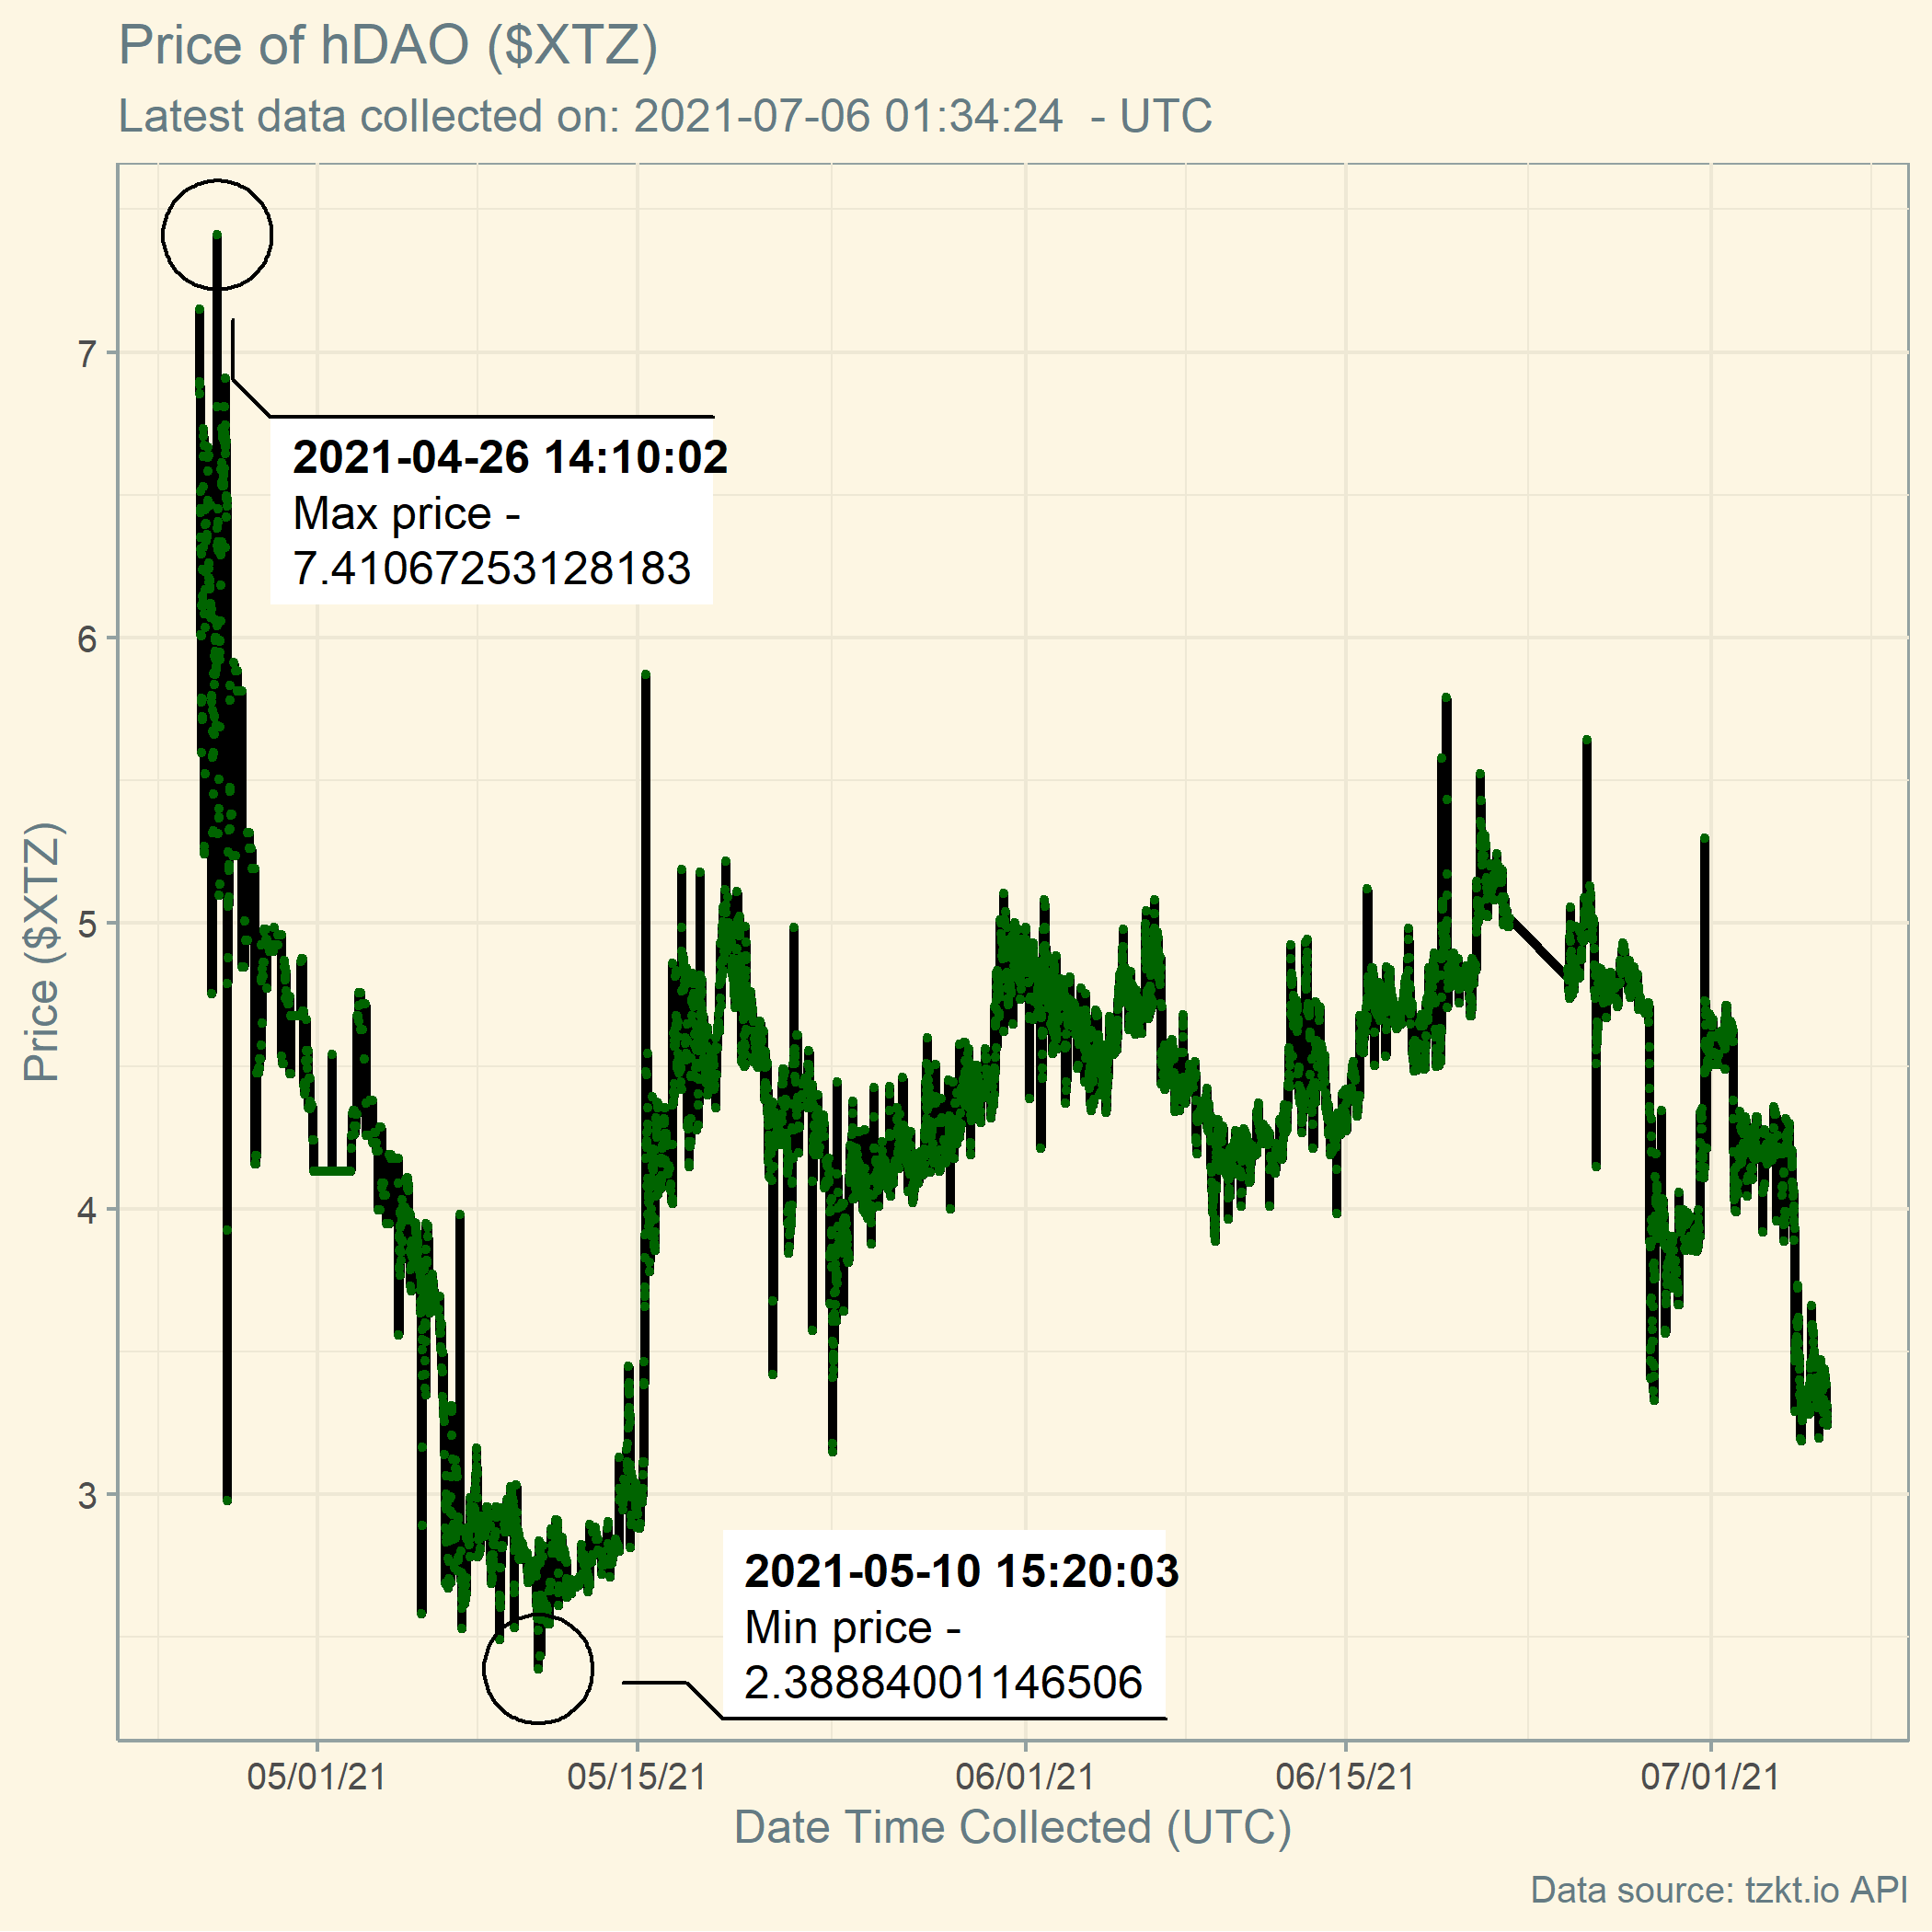 Price of hDAO ($XTZ)
Latest data collected on: 2021-07-06 01:34:24  - UTC
2021-04-26 14:10:02
Max price -
7.41067253128183
7
6
5
4
3
Price ($XTZ)
2021-05-10 15:20:03
Min price -
2.38884001146506
05/01/21 05/15/21 06/01/21 06/15/21 07/01/21
Date Time Collected (UTC)
Data source: tzkt.io API